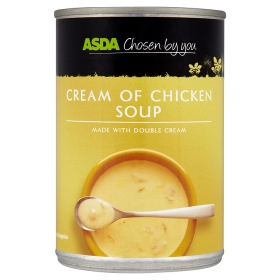 ASDA Chosen by you
CREAM OF CHICKEN
SOUP
MADE WITH DOUBLE CREAM